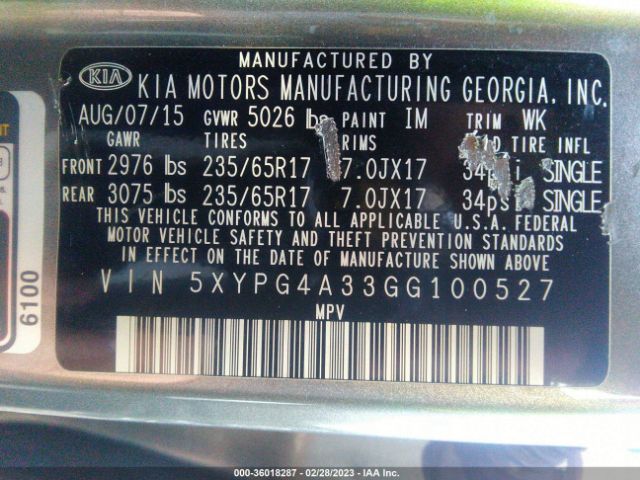 MANUFACTURED BY
KIA KIA MOTORS MANUFACTURING GEORGIA, INC.
AUG/07/15 GVWR 5026 lbs PAINT IM TRIM WK
GAWR TIRES RIMS TIRE INFL
FRONT 2976 lbs 235/65R17 7.0JX17 34psi, SINGLE
REAR 3075 lbs 235/65R17 7.0JX17 34psi SINGLE
THIS VEHICLE CONFORMS TO ALL APPLICABLE U.S.A. FEDERAL
MOTOR VEHICLE SAFETY AND THEFT PREVENTION STANDARDS
IN EFFECT ON THE DATE OF MANUFACTURE SHOWN ABOVE.
VIN 5XYPG4A33GG100527
MPV
6100
000-36018287 - 02/28/2023 - IAA Inc.